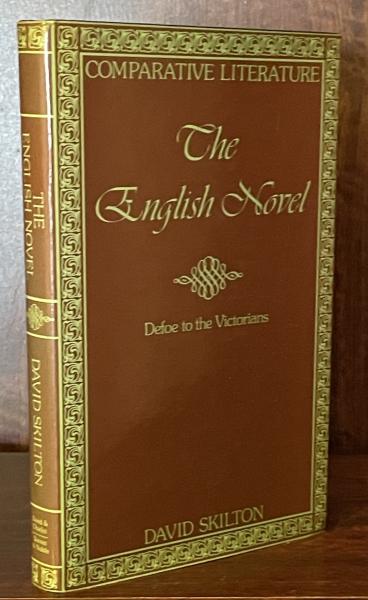 COMPARATIVE LITERATURE
The
English Novel
Defoe to the Victorians
DAVID SKILTON
THE
ENGLISH NOVEL
DAVID SKILTON